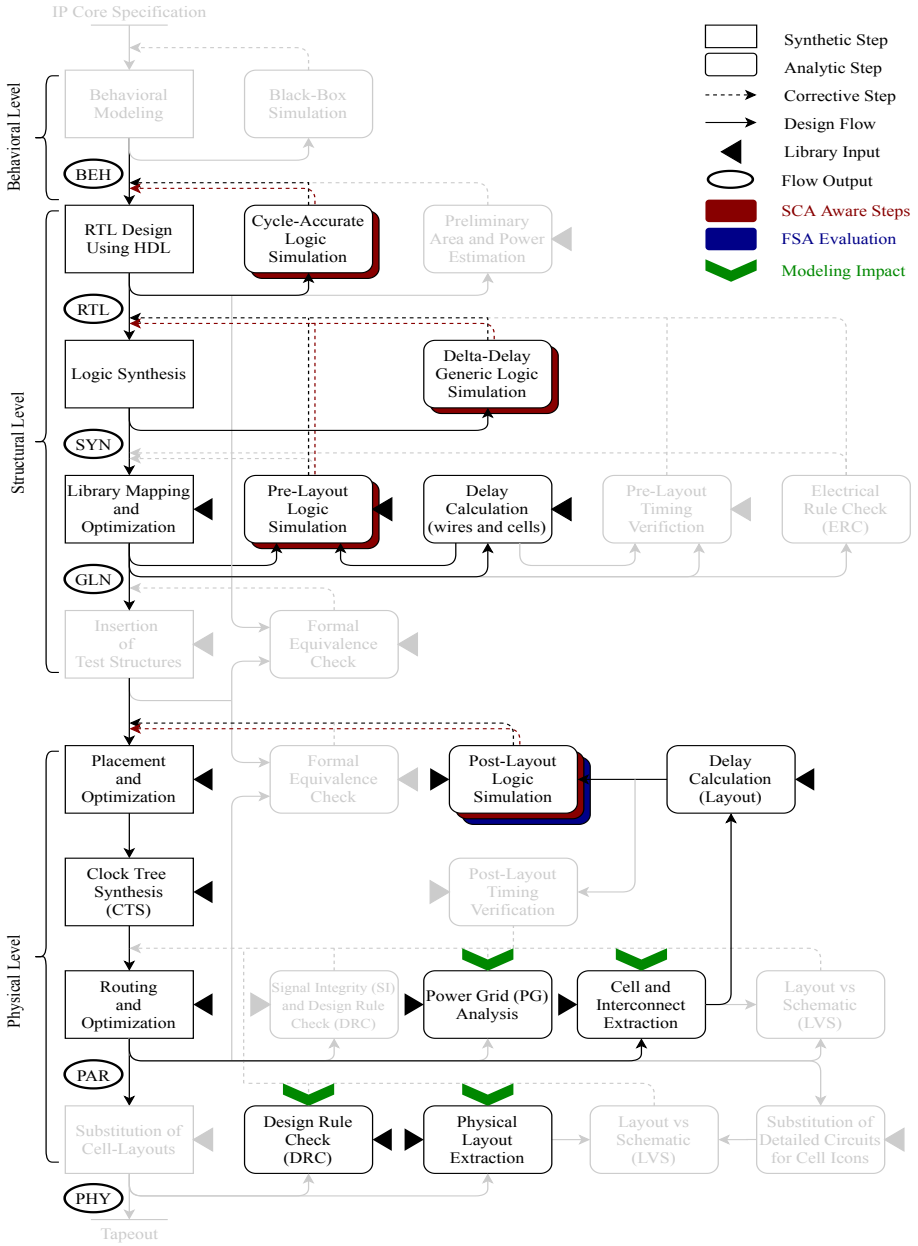 IP Core Specification
Behavioral Level
Behavioral
Modeling
Black-Box
Simulation
Synthetic Step
Analytic Step
Corrective Step
Design Flow
Library Input
Flow Output
SCA Aware Steps
FSA Evaluation
Modeling Impact
BEH
Structural Level
RTL Design
Using HDL
Cycle-Accurate
Logic
Simulation
Preliminary
Area and Power
Estimation
RTL
Logic Synthesis
Delta-Delay
Generic Logic
Simulation
SYN
Library Mapping
and
Optimization
Pre-Layout
Logic
Simulation
Delay
Calculation
(wires and cells)
Pre-Layout
Timing
Verifiction
Electrical
Rule Check
(ERC)
GLN
Insertion
of
Test Structures
Formal
Equivalence
Check
Physical Level
Placement
and
Optimization
Formal
Equivalence
Check
Post-Layout
Logic
Simulation
Delay
Calculation
(Layout)
Clock Tree
Synthesis
(CTS)
Post-Layout
Timing
Verification
Routing
and
Optimization
Signal Integrity (SI)
and Design Rule
Check (DRC)
Power Grid (PG)
Analysis
Cell and
Interconnect
Extraction
Layout vs
Schematic
(LVS)
PAR
Substitution of
Cell-Layouts
Design Rule
Check
(DRC)
Physical
Layout
Extraction
Layout vs
Schematic
(LVS)
Substitution of
Detailed Circuits
for Cell Icons
PHY
Tapeout